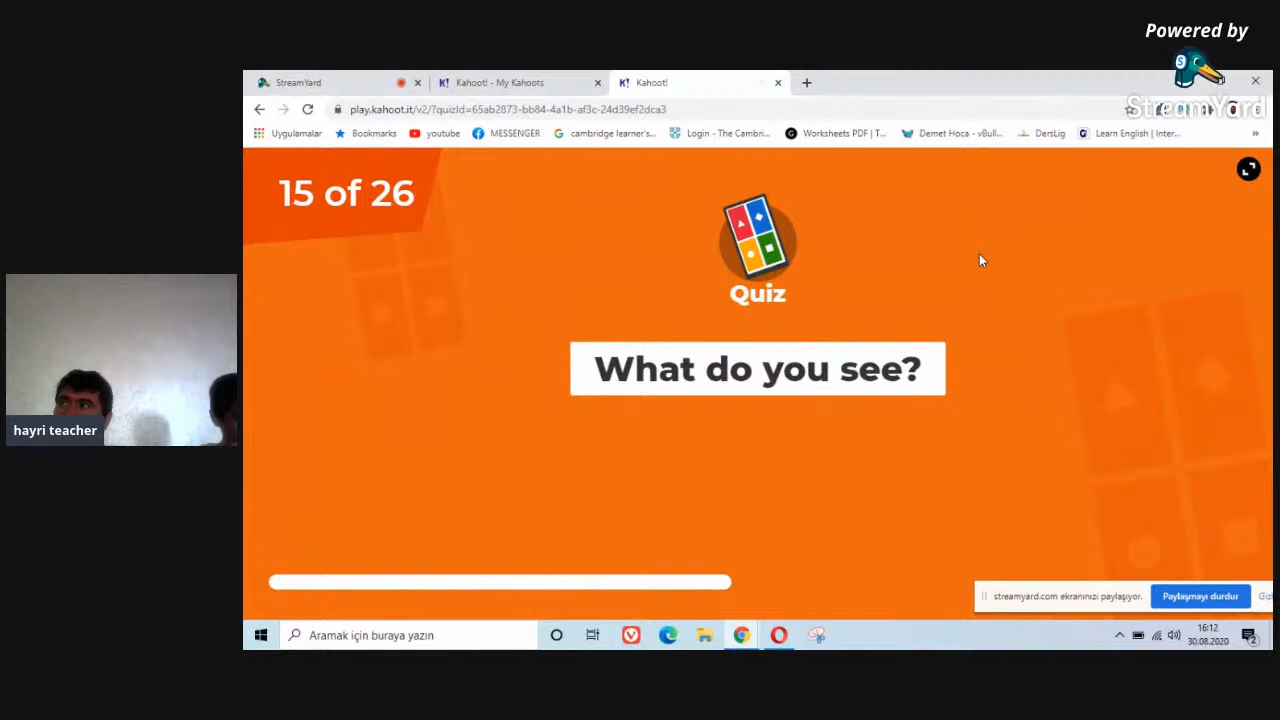 Powered by
StreamYard
StreamYard
Kahoot! - My Kahoots
Kahoot!
play.kahoot.it/v2/?quizId=65ab2873-bb84-4a1b-af3c-24d39ef2dca3
Uygulamalar Bookmarks youtube MESSENGER cambridge learner's... Login - The Cambri... Worksheets PDF | T... Demet Hoca - vBull... DersLig Learn English | Inter...
15 of 26
Quiz
What do you see?
hayri teacher
streamyard.com ekranınızı paylaşıyor. Paylaşmayı durdur
Aramak için buraya yazın
16:12
30.08.2020